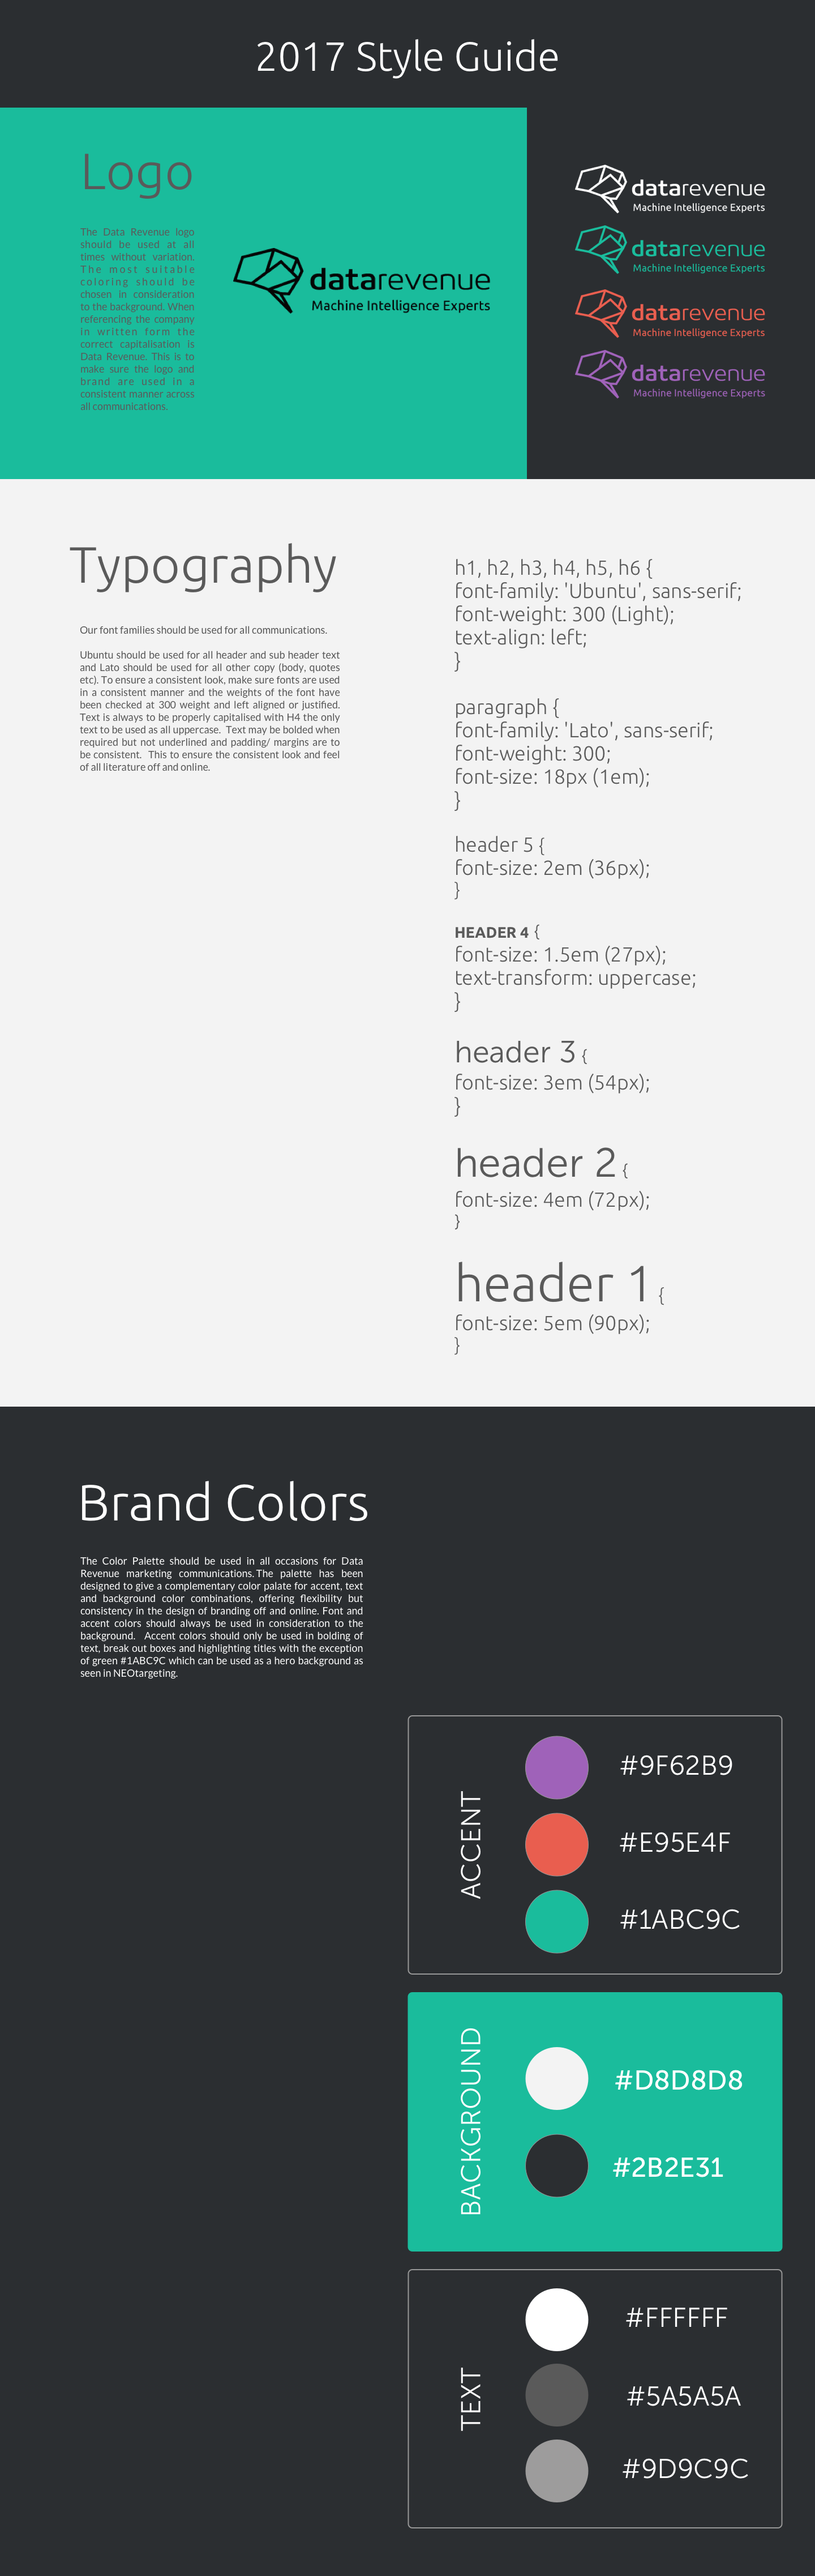 2017 Style Guide
Logo
The Data Revenue logo
should be used at all
times without variation.
The most suitable
coloring should be
chosen in consideration
to the background. When
referencing the company
in written form the
correct capitalisation is
Data Revenue. This is to
make sure the logo and
brand are used in a
consistent manner across
all communications.
datarevenue
Machine Intelligence Experts
datarevenue
Machine Intelligence Experts
datarevenue
Machine Intelligence Experts
datarevenue
Machine Intelligence Experts
datarevenue
Machine Intelligence Experts
Typography
Our font families should be used for all communications.
Ubuntu should be used for all header and sub header text
and Lato should be used for all other copy (body, quotes
etc). To ensure a consistent look, make sure fonts are used
in a consistent manner and the weights of the font have
been checked at 300 weight and left aligned or justified.
Text is always to be properly capitalised with H4 the only
text to be used as all uppercase. Text may be bolded when
required but not underlined and padding/ margins are to
be consistent. This to ensure the consistent look and feel
of all literature off and online.
h1, h2, h3, h4, h5, h6 {
font-family: 'Ubuntu', sans-serif;
font-weight: 300 (Light);
text-align: left;
}
paragraph {
font-family: 'Lato', sans-serif;
font-weight: 300;
font-size: 18px (1em);
}
header 5 {
font-size: 2em (36px);
}
HEADER 4 {
font-size: 1.5em (27px);
text-transform: uppercase;
}
header 3 {
font-size: 3em (54px);
}
header 2 {
font-size: 4em (72px);
}
header 1 {
font-size: 5em (90px);
}
Brand Colors
The Color Palette should be used in all occasions for Data
Revenue marketing communications. The palette has been
designed to give a complementary color palate for accent, text
and background color combinations, offering flexibility but
consistency in the design of branding off and online. Font and
accent colors should always be used in consideration to the
background. Accent colors should only be used in bolding of
text, break out boxes and highlighting titles with the exception
of green #1ABC9C which can be used as a hero background as
seen in NEOtargeting.
ACCENT
#9F62B9
#E95E4F
#1ABC9C
BACKGROUND
#D8D8D8
#2B2E31
TEXT
#FFFFFF
#5A5A5A
#9D9C9C